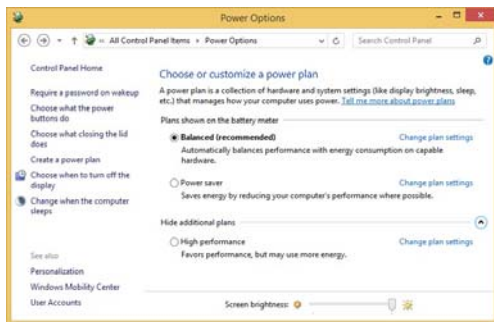 Power Options
« All Control Panel Items › Power Options
Search Control Panel
Control Panel Home
Require a password on wakeup
Choose what the power
buttons do
Choose what closing the lid
does
Create a power plan
Choose when to turn off the
display
Change when the computer
sleeps
See also
Personalization
Windows Mobility Center
User Accounts
Choose or customize a power plan
A power plan is a collection of hardware and system settings (like display brightness, sleep,
etc.) that manages how your computer uses power. Tell me more about power plans
Plans shown on the battery meter
Balanced (recommended) Change plan settings
Automatically balances performance with energy consumption on capable
hardware.
Power saver Change plan settings
Saves energy by reducing your computer's performance where possible.
Hide additional plans
High performance Change plan settings
Favors performance, but may use more energy.
Screen brightness: